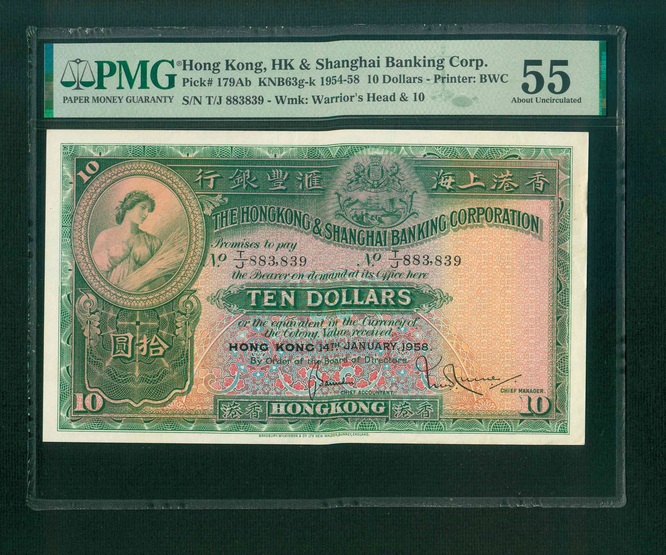 PMG
PAPER MONEY GUARANTY
Hong Kong, HK & Shanghai Banking Corp.
Pick# 179Ab KNB63g-k 1954-58 10 Dollars - Printer: BWC
S/N T/J 883839 - Wmk: Warrior's Head & 10
55
About Uncirculated
10
行銀豐滙 海上港香
THE HONGKONG & SHANGHAI BANKING CORPORATION
Promises to pay
No T/J 883,839 No T/J 883,839
the Bearer on demand at its Office here
TEN DOLLARS
or the equivalent in the Currency of
the Colony, Value received
圓拾
HONG KONG 14TH JANUARY, 1958.
By Order of the Board of Directors
CHIEF ACCOUNTANT
CHIEF MANAGER
10 港香 HONGKONG 港香 10